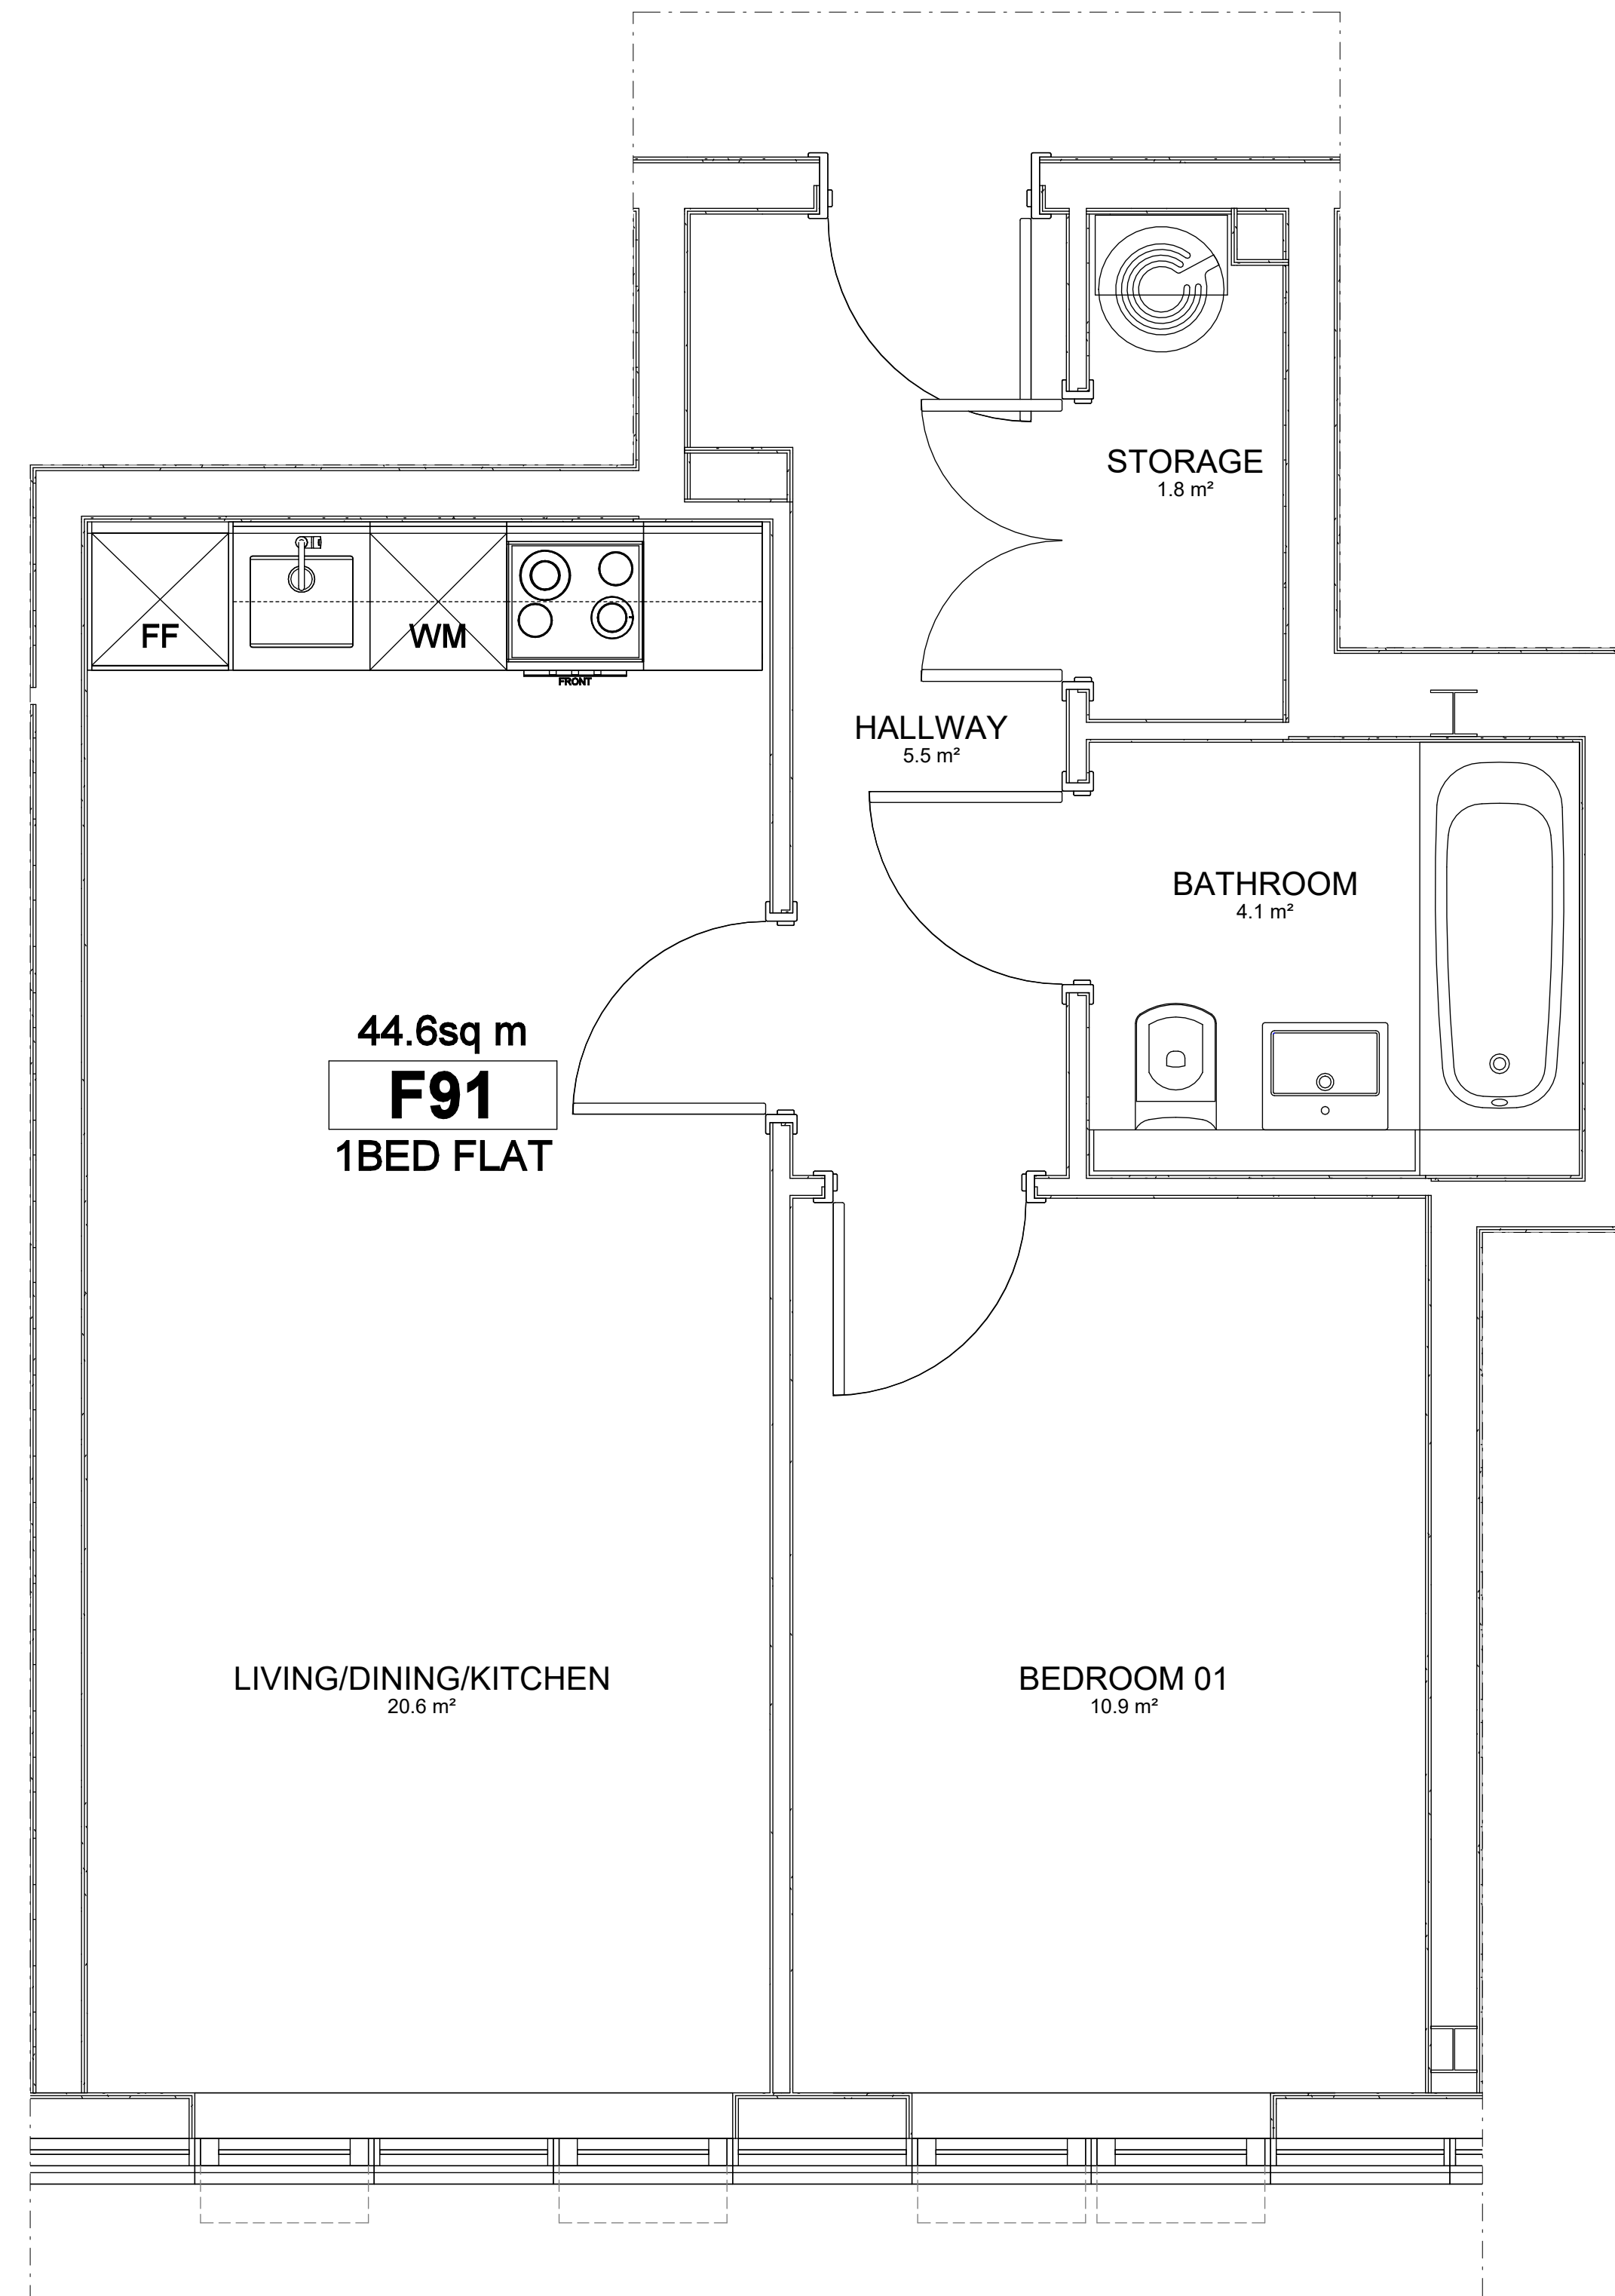 STORAGE
1.8 m²
FF
WM
FRONT
HALLWAY
5.5 m²
BATHROOM
4.1 m²
44.6sq m
F91
1BED FLAT
LIVING/DINING/KITCHEN
20.6 m²
BEDROOM 01
10.9 m²